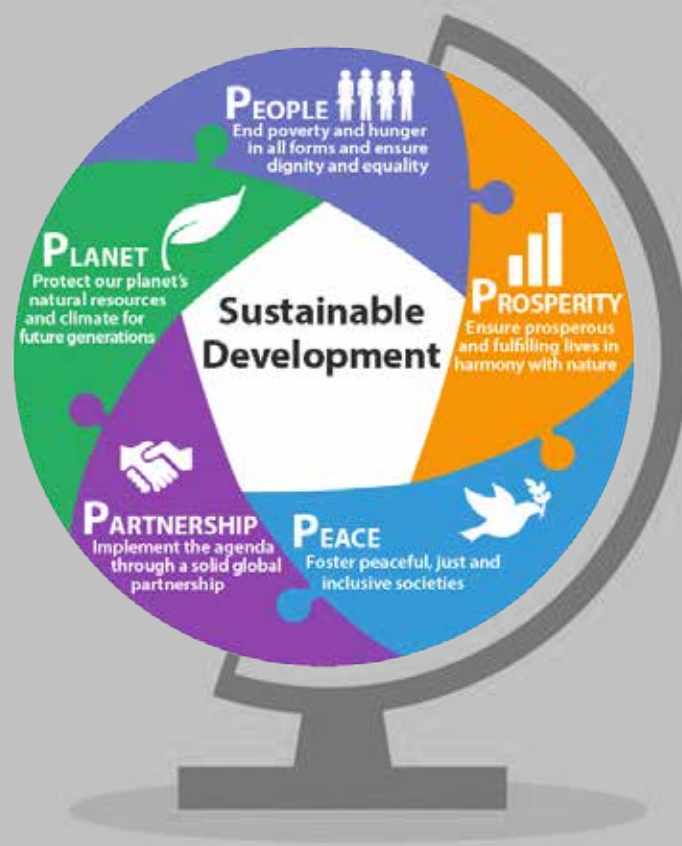 PEOPLE
End poverty and hunger
in all forms and ensure
dignity and equality
PLANET
Protect our planet's
natural resources
and climate for
future generations
Sustainable
Development
PROSPERITY
Ensure prosperous
and fulfilling lives in
harmony with nature
PARTNERSHIP
Implement the agenda
through a solid global
partnership
PEACE
Foster peaceful, just and
inclusive societies